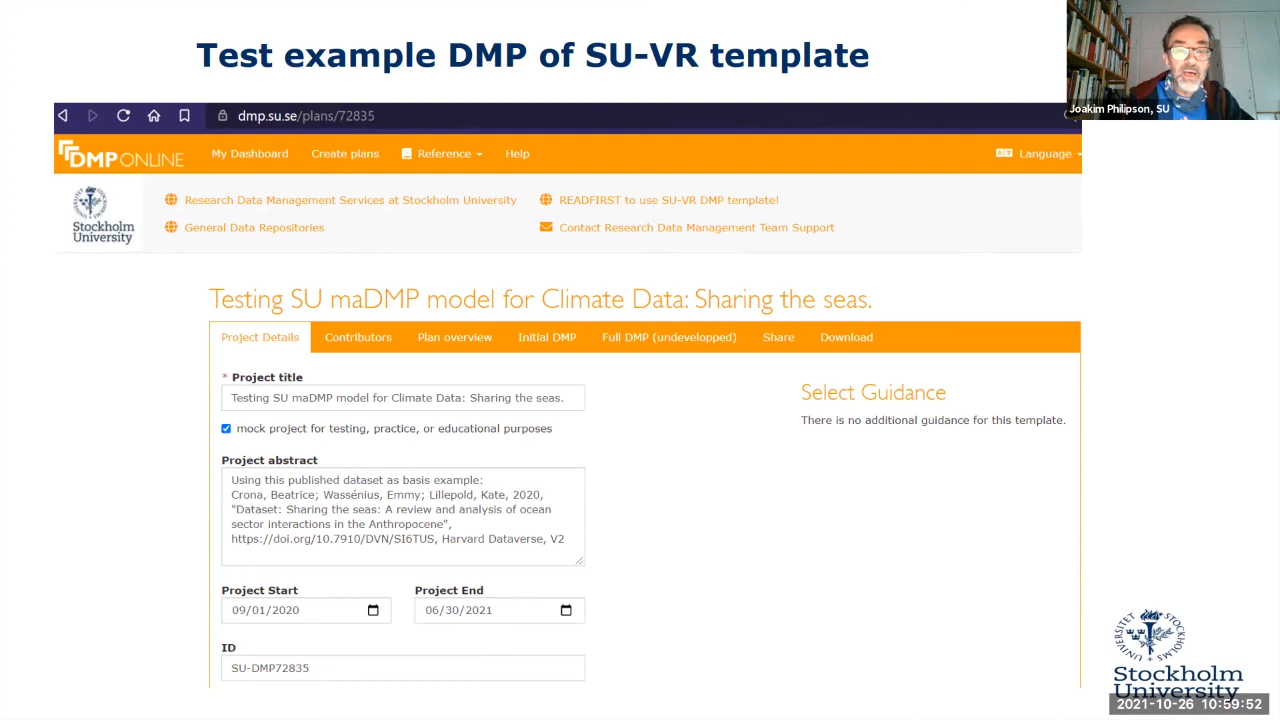 Test example DMP of SU-VR template
Joakim Philipson, SU
dmp.su.se/plans/72835
DMP ONLINE
My Dashboard
Create plans
Reference
Help
Language
Stockholm
University
Research Data Management Services at Stockholm University
READFIRST to use SU-VR DMP template!
General Data Repositories
Contact Research Data Management Team Support
Testing SU maDMP model for Climate Data: Sharing the seas.
Project Details
Contributors
Plan overview
Initial DMP
Full DMP (undevelopped)
Share
Download
* Project title
Testing SU maDMP model for Climate Data: Sharing the seas.
mock project for testing, practice, or educational purposes
Project abstract
Using this published dataset as basis example:
Crona, Beatrice; Wassénius, Emmy; Lillepold, Kate, 2020,
"Dataset: Sharing the seas: A review and analysis of ocean
sector interactions in the Anthropocene",
https://doi.org/10.7910/DVN/SI6TUS, Harvard Dataverse, V2
Project Start
Project End
09/01/2020
06/30/2021
ID
SU-DMP72835
Select Guidance
There is no additional guidance for this template.
STOCKHOLMS UNIVERSITET
Stockholm
University
2021-10-26 10:59:52